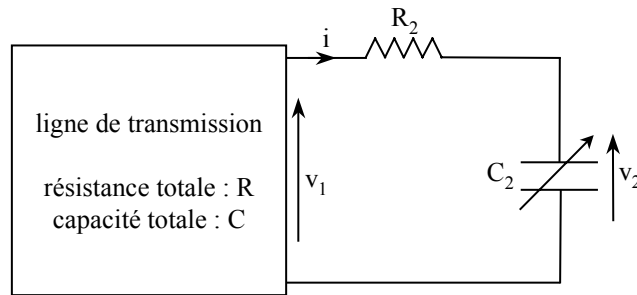 R₂
i
ligne de transmission
résistance totale : R
capacité totale : C
v₁
C₂
v₂